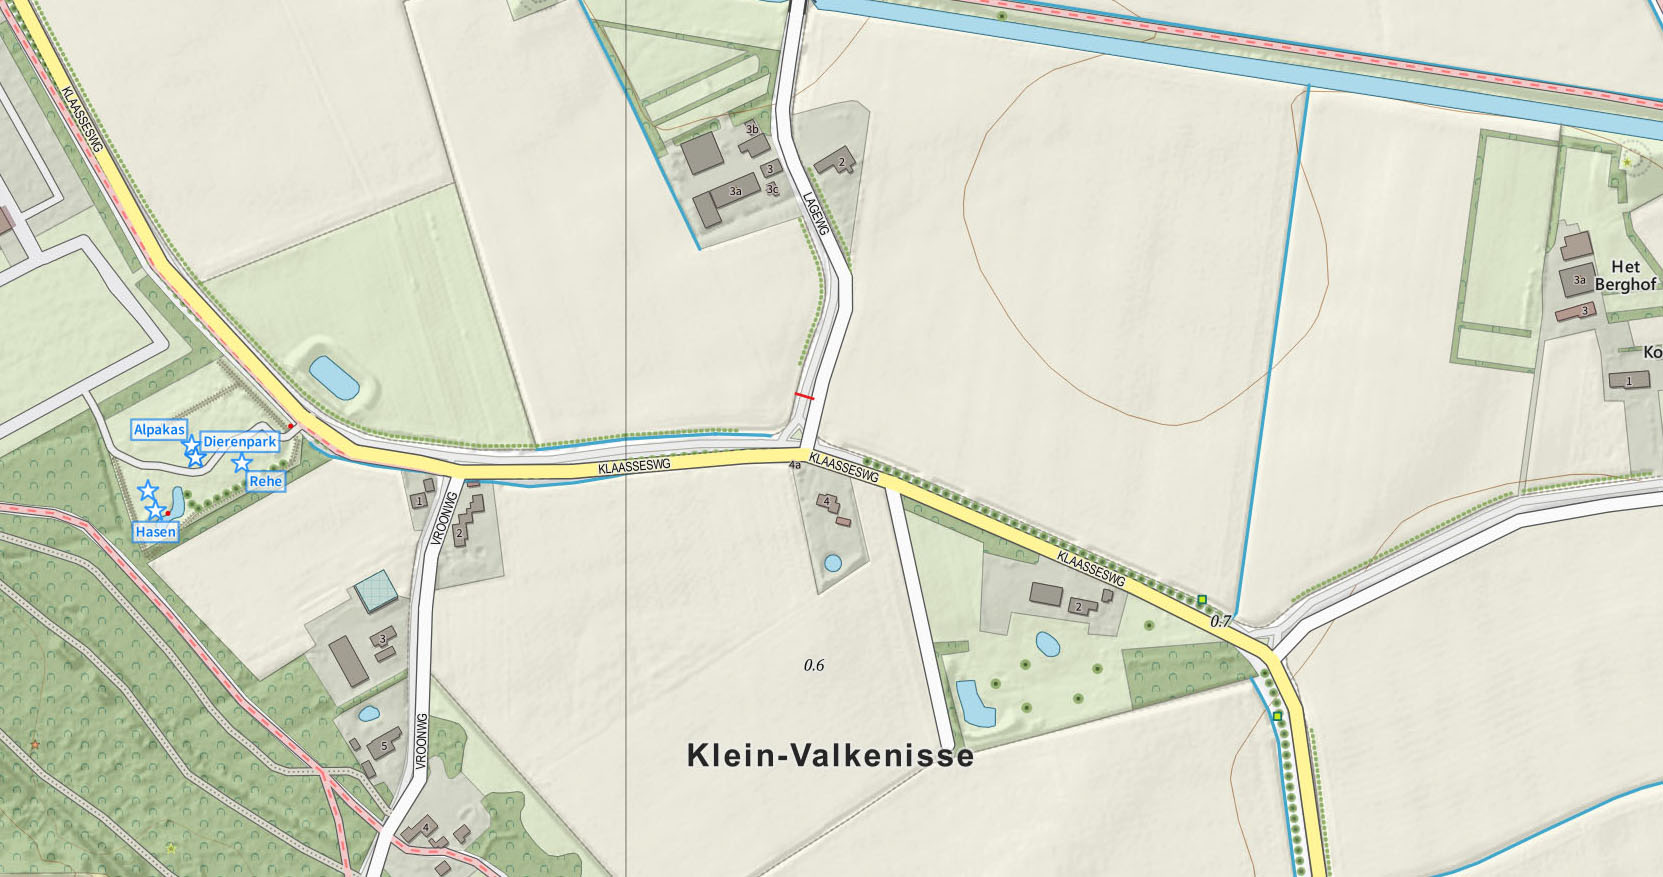 KLAASSESWG
3b
3
3a
3c
2
LAGEWG
Het
Berghof
3a
3
Ko
1
Alpakas
Dierenpark
Rehe
Hasen
KLAASSESWG
4a
KLAASSESWG
1
VROONWG
2
4
KLAASSESWG
2
0.7
3
0.6
5
VROONWG
Klein-Valkenisse
4